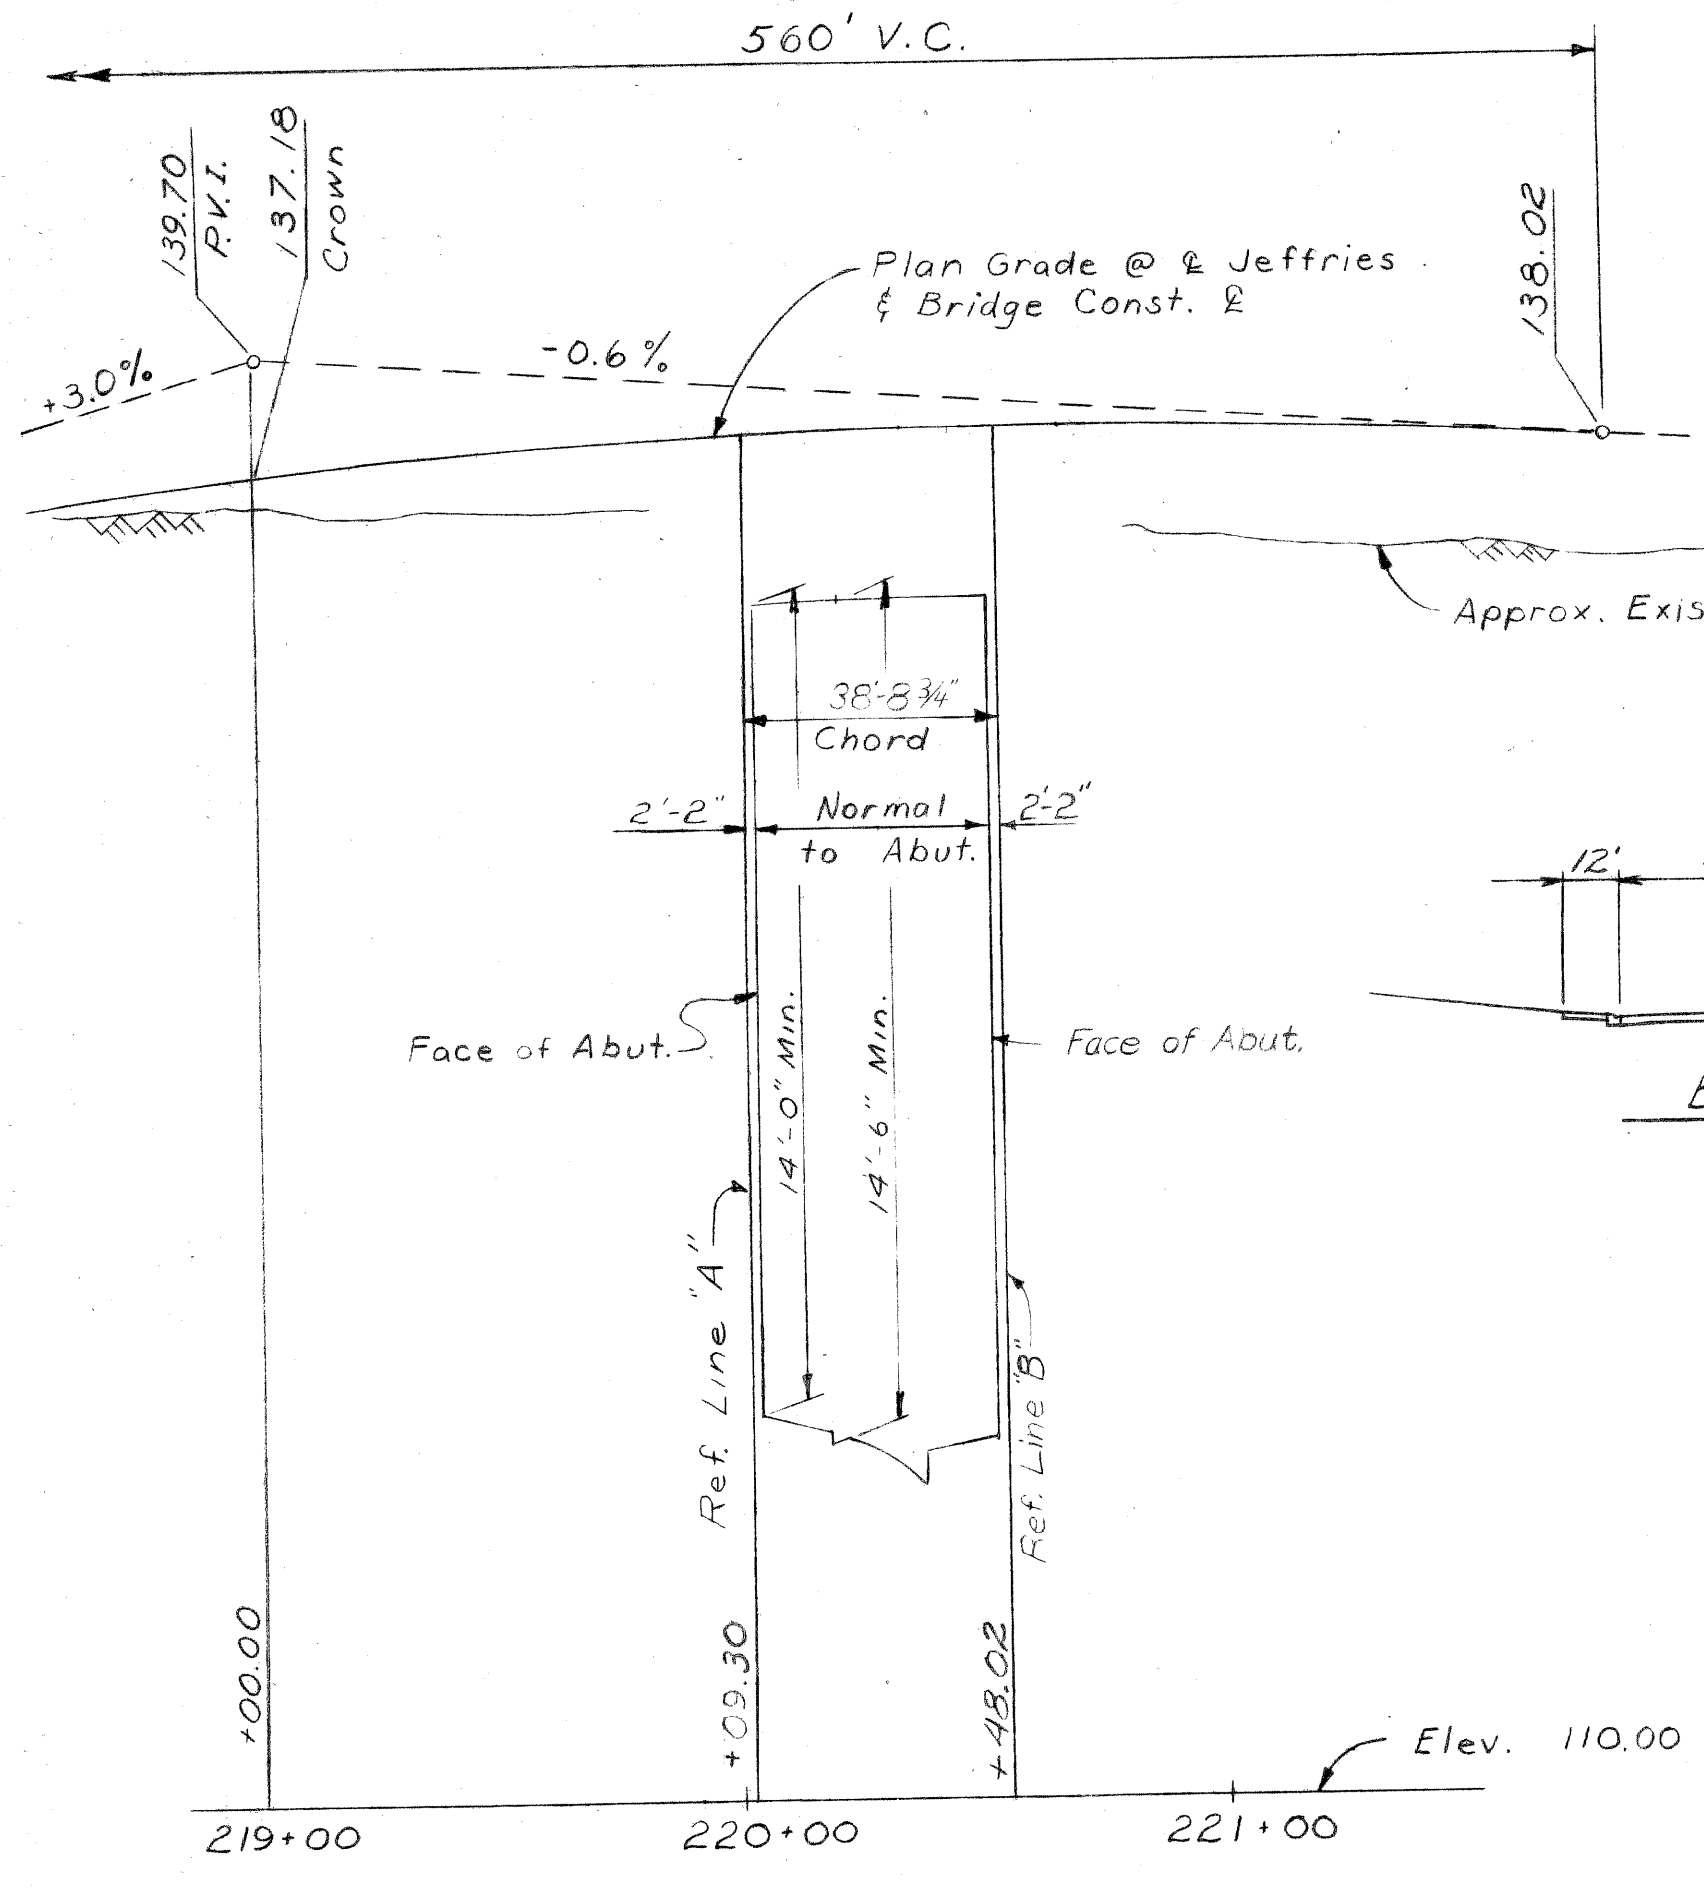 560' V.C.
139.70
P.V.I.
137.18
Crown
138.02
Plan Grade @ ℄ Jeffries
& Bridge Const. ℄
+3.0%
-0.6%
Approx. Exis
38'-8¾"
Chord
2'-2"
Normal
to Abut.
2'-2"
12'
Face of Abut.
14'-0" Min.
14'-6" Min.
Face of Abut.
Ref. Line "A"
Ref. Line "B"
+00.00
+09.30
+48.02
Elev. 110.00
219+00
220+00
221+00